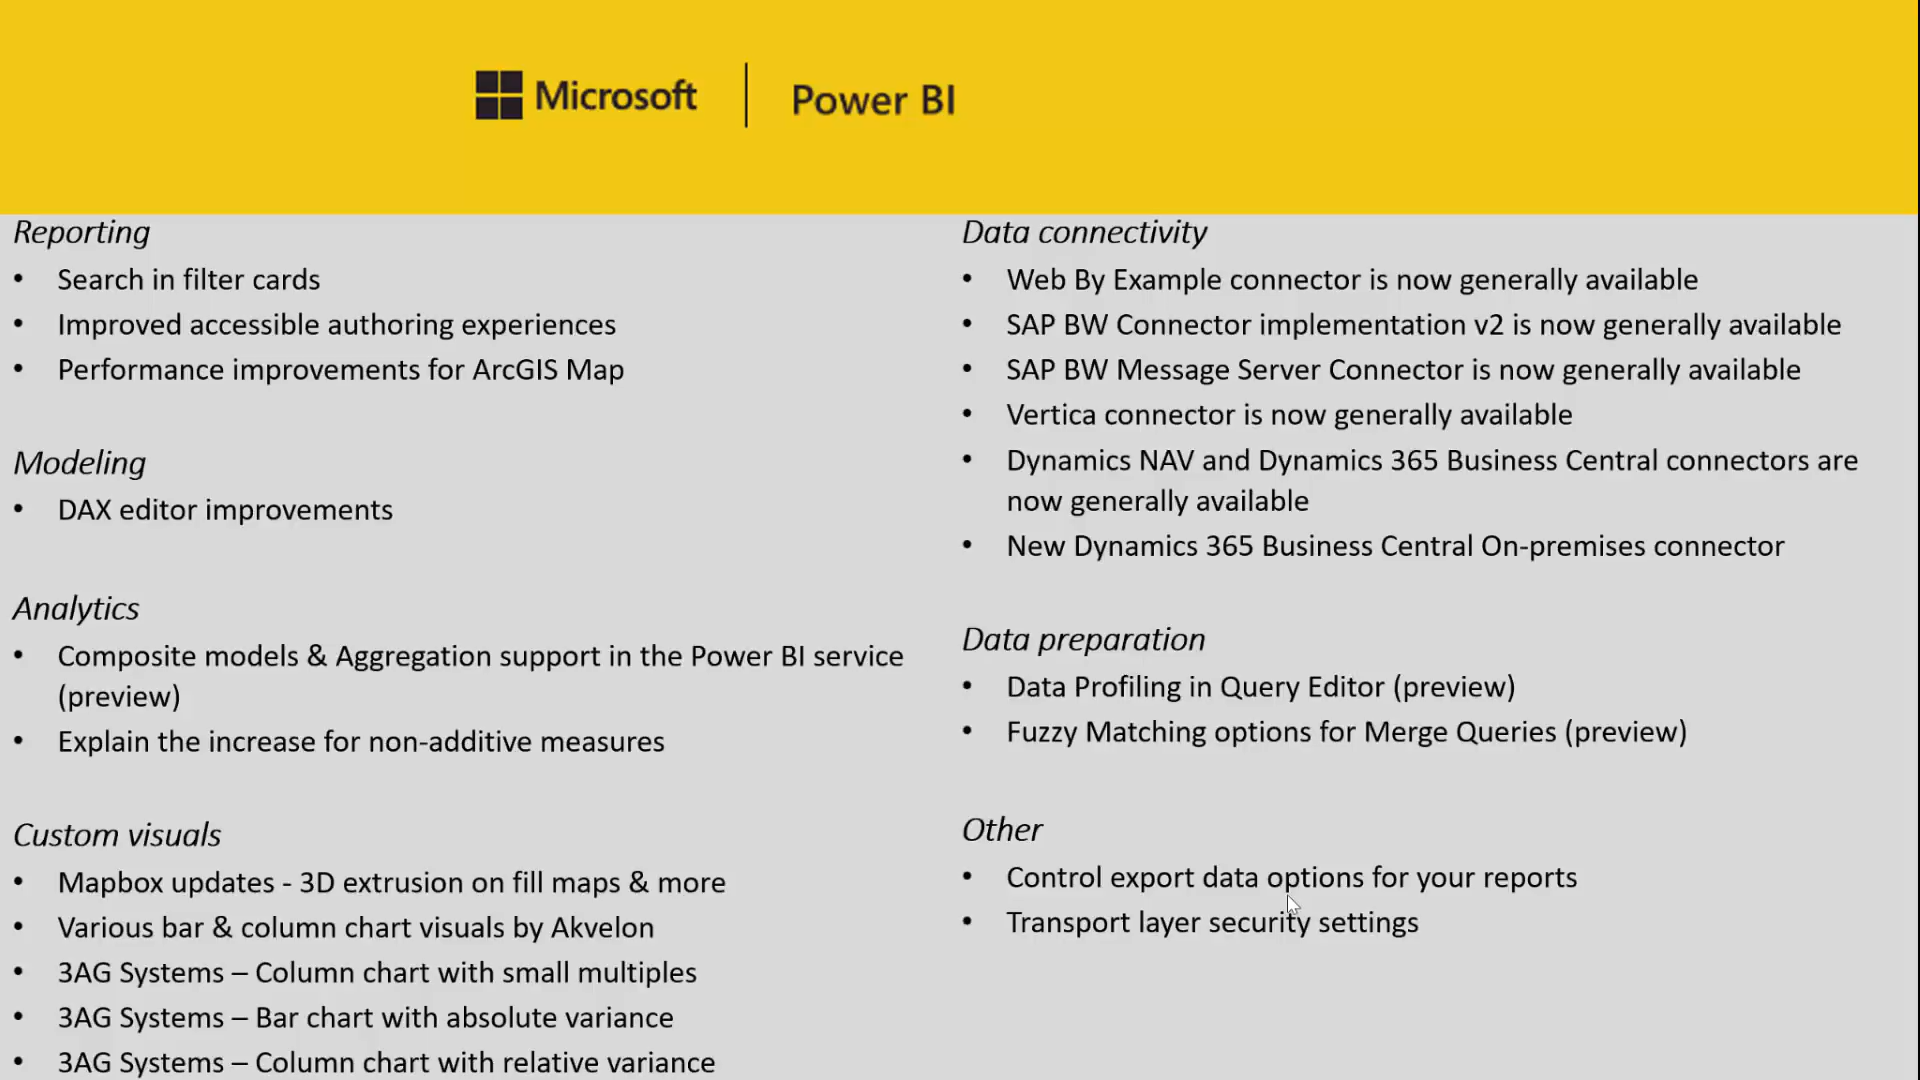 Microsoft | Power BI
Reporting
• Search in filter cards
• Improved accessible authoring experiences
• Performance improvements for ArcGIS Map
Modeling
• DAX editor improvements
Analytics
• Composite models & Aggregation support in the Power BI service
(preview)
• Explain the increase for non-additive measures
Custom visuals
• Mapbox updates - 3D extrusion on fill maps & more
• Various bar & column chart visuals by Akvelon
• 3AG Systems – Column chart with small multiples
• 3AG Systems – Bar chart with absolute variance
• 3AG Systems – Column chart with relative variance
Data connectivity
• Web By Example connector is now generally available
• SAP BW Connector implementation v2 is now generally available
• SAP BW Message Server Connector is now generally available
• Vertica connector is now generally available
• Dynamics NAV and Dynamics 365 Business Central connectors are
now generally available
• New Dynamics 365 Business Central On-premises connector
Data preparation
• Data Profiling in Query Editor (preview)
• Fuzzy Matching options for Merge Queries (preview)
Other
• Control export data options for your reports
• Transport layer security settings